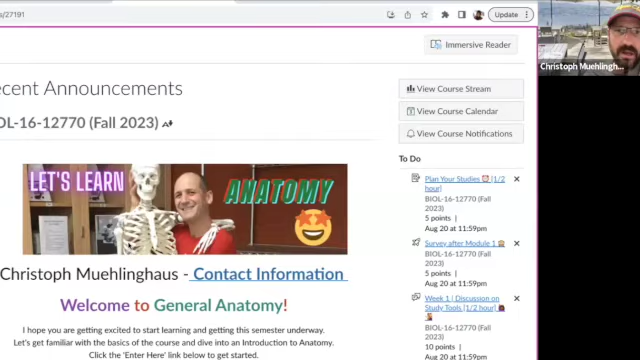 s/27191
Update
Immersive Reader
ecent Announcements
View Course Stream
OL-16-12770 (Fall 2023)
View Course Calendar
View Course Notifications
To Do
LET'S LEARN
ANATOMY
Plan Your Studies ⏰ [1/2
hour]
BIOL-16-12770 (Fall
2023)
5 points |
Aug 20 at 11:59pm
Survey after Module 1
BIOL-16-12770 (Fall
2023)
5 points |
Aug 20 at 11:59pm
Week 1 | Discussion on
Study Tools [1/2 hour]
BIOL-16-12770 (Fall
2023)
10 points |
Aug 20 at 11:59pm
Christoph Muehlinghaus - Contact Information
Welcome to General Anatomy!
I hope you are getting excited to start learning and getting this semester underway.
Let's get familiar with the basics of the course and dive into an Introduction to Anatomy.
Click the 'Enter Here' link below to get started.
Christoph Muehlingh...